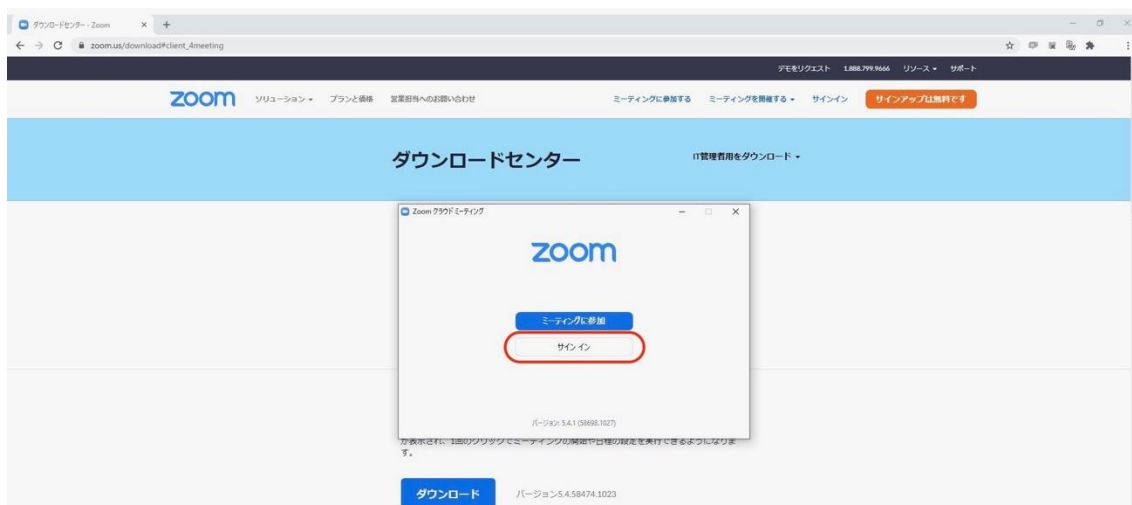 ダウンロードセンター - Zoom
zoom.us/download#client_4meeting
デモをリクエスト 1.888.799.9666 リソース サポート
zoom ソリューション プランと価格 営業担当へのお問い合わせ ミーティングに参加する ミーティングを開催する サインイン サインアップは無料です
ダウンロードセンター IT管理者用をダウンロード
Zoom クラウド ミーティング
zoom
ミーティングに参加
サイン イン
バージョン: 5.4.1 (58698.1027)
が表示され、1回のクリックでミーティングの開始や日程の設定を実行できるようになりま
す。
ダウンロード バージョン5.4.58474.1023